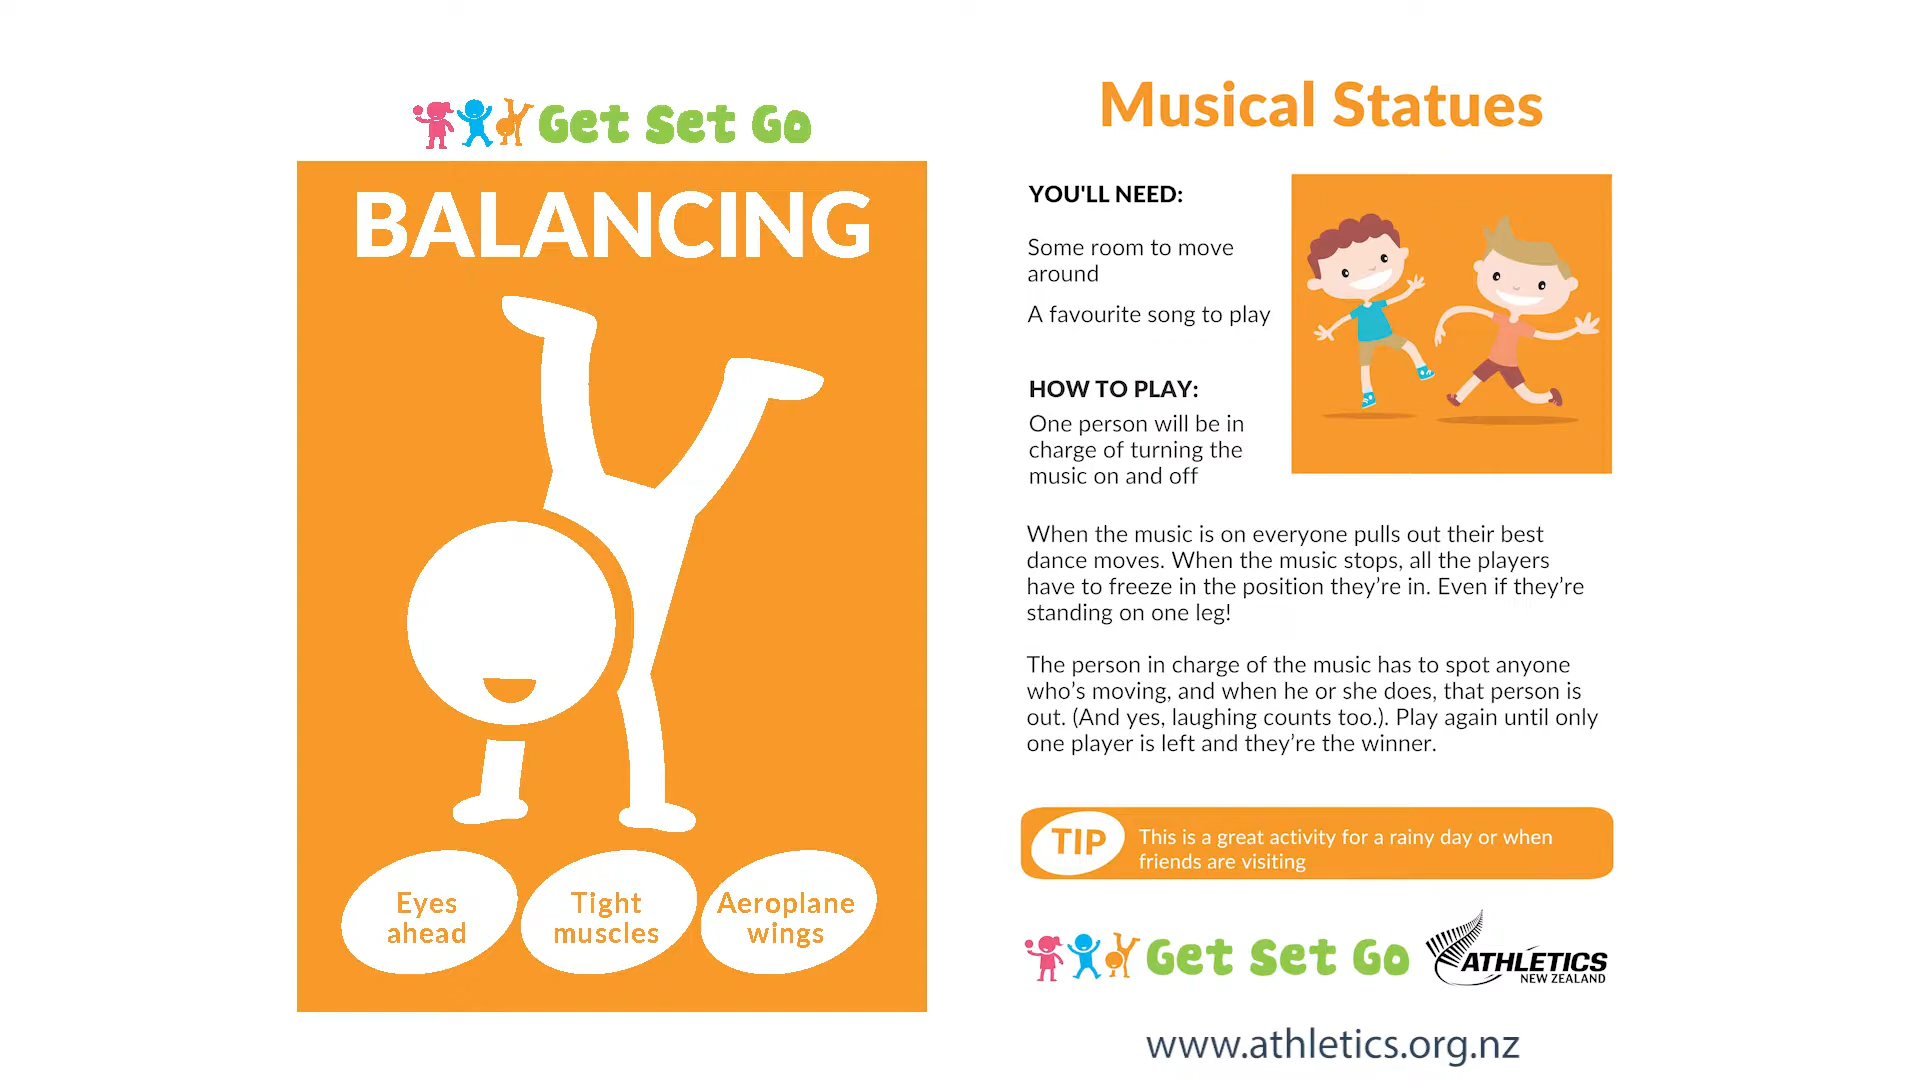 Get Set Go
BALANCING
Eyes
ahead
Tight
muscles
Aeroplane
wings
Musical Statues
YOU'LL NEED:
Some room to move
around
A favourite song to play
HOW TO PLAY:
One person will be in
charge of turning the
music on and off
When the music is on everyone pulls out their best
dance moves. When the music stops, all the players
have to freeze in the position they’re in. Even if they’re
standing on one leg!
The person in charge of the music has to spot anyone
who’s moving, and when he or she does, that person is
out. (And yes, laughing counts too.). Play again until only
one player is left and they’re the winner.
TIP
This is a great activity for a rainy day or when
friends are visiting
Get Set Go
ATHLETICS
NEW ZEALAND
www.athletics.org.nz